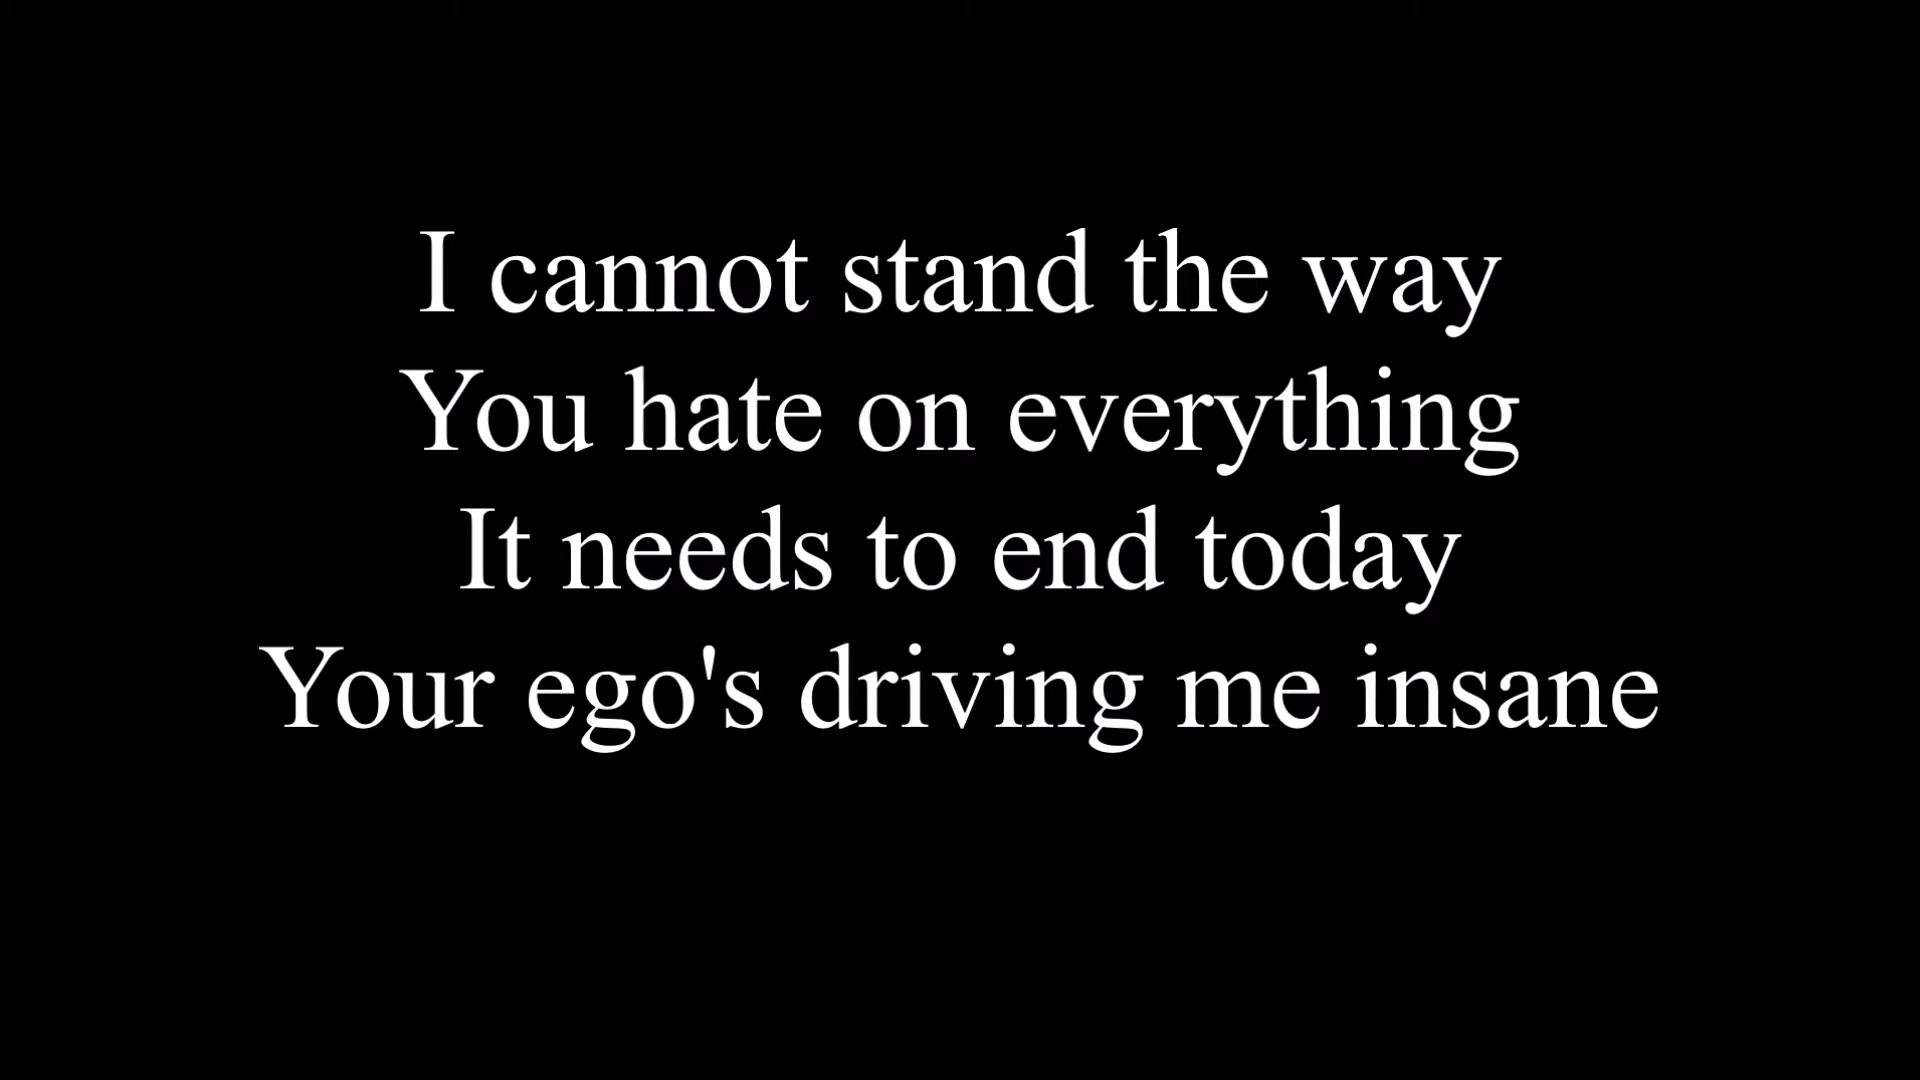 I cannot stand the way
You hate on everything
It needs to end today
Your ego's driving me insane